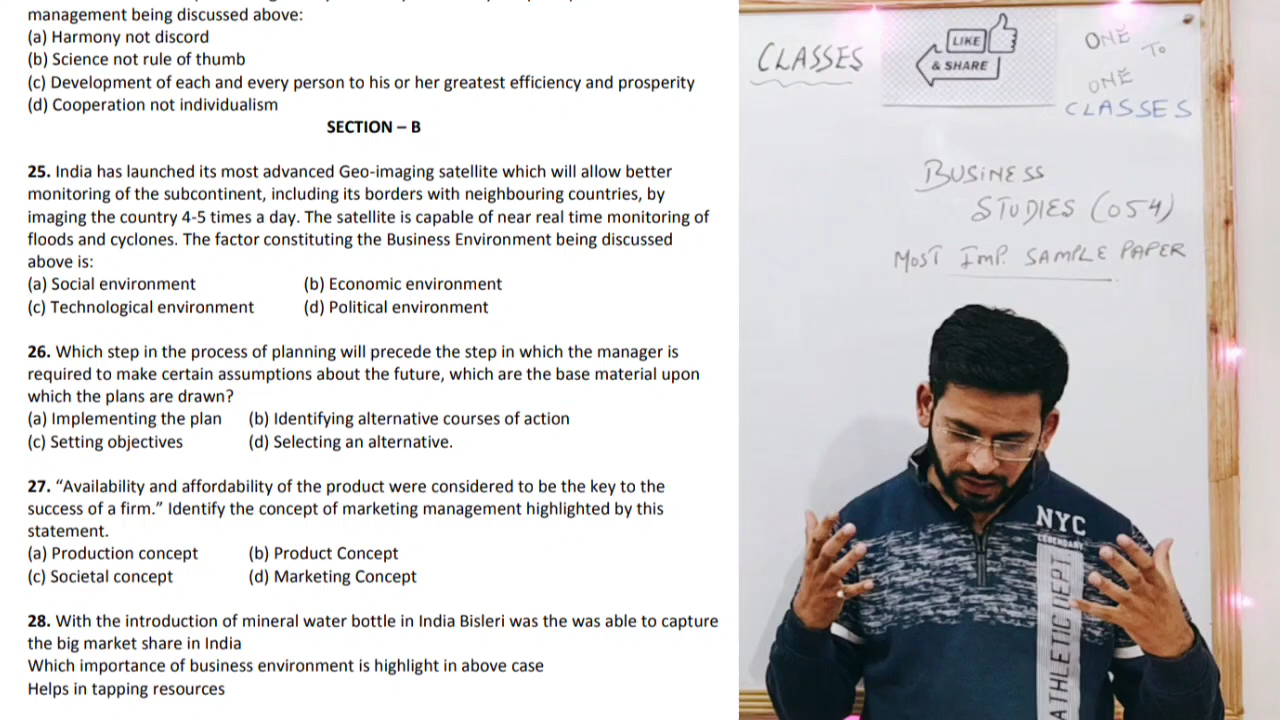 management being discussed above:
(a) Harmony not discord
(b) Science not rule of thumb
(c) Development of each and every person to his or her greatest efficiency and prosperity
(d) Cooperation not individualism
SECTION – B
25. India has launched its most advanced Geo-imaging satellite which will allow better
monitoring of the subcontinent, including its borders with neighbouring countries, by
imaging the country 4-5 times a day. The satellite is capable of near real time monitoring of
floods and cyclones. The factor constituting the Business Environment being discussed
above is:
(a) Social environment (b) Economic environment
(c) Technological environment (d) Political environment
26. Which step in the process of planning will precede the step in which the manager is
required to make certain assumptions about the future, which are the base material upon
which the plans are drawn?
(a) Implementing the plan (b) Identifying alternative courses of action
(c) Setting objectives (d) Selecting an alternative.
27. “Availability and affordability of the product were considered to be the key to the
success of a firm.” Identify the concept of marketing management highlighted by this
statement.
(a) Production concept (b) Product Concept
(c) Societal concept (d) Marketing Concept
28. With the introduction of mineral water bottle in India Bisleri was the was able to capture
the big market share in India
Which importance of business environment is highlight in above case
Helps in tapping resources
CLASSES
LIKE
& SHARE
ONE
To
ONE
CLASSES
BUSINESS
STUDIES (054)
MOST IMP. SAMPLE PAPER
NYC
LEGENDARY
ATHLETIC DEPT.